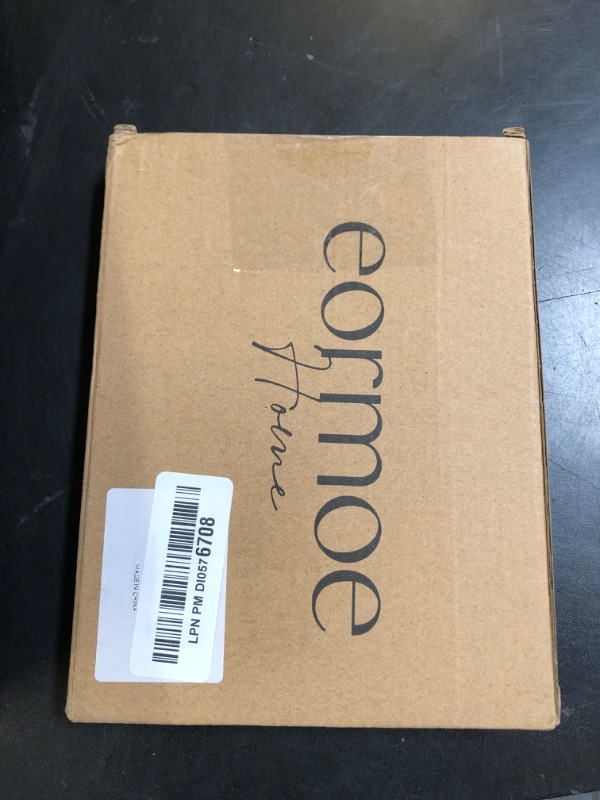 eormoe
Home
LPN PM DI0576708
MADE IN CHINA